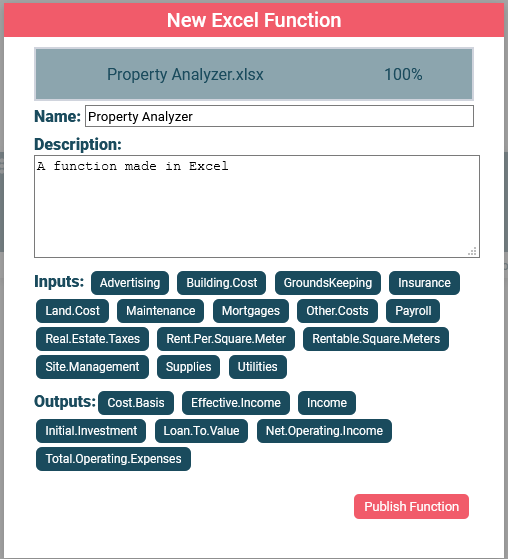 New Excel Function
Property Analyzer.xlsx 100%
Name: Property Analyzer
Description:
A function made in Excel
Inputs: Advertising Building.Cost GroundsKeeping Insurance
Land.Cost Maintenance Mortgages Other.Costs Payroll
Real.Estate.Taxes Rent.Per.Square.Meter Rentable.Square.Meters
Site.Management Supplies Utilities
Outputs: Cost.Basis Effective.Income Income
Initial.Investment Loan.To.Value Net.Operating.Income
Total.Operating.Expenses
Publish Function